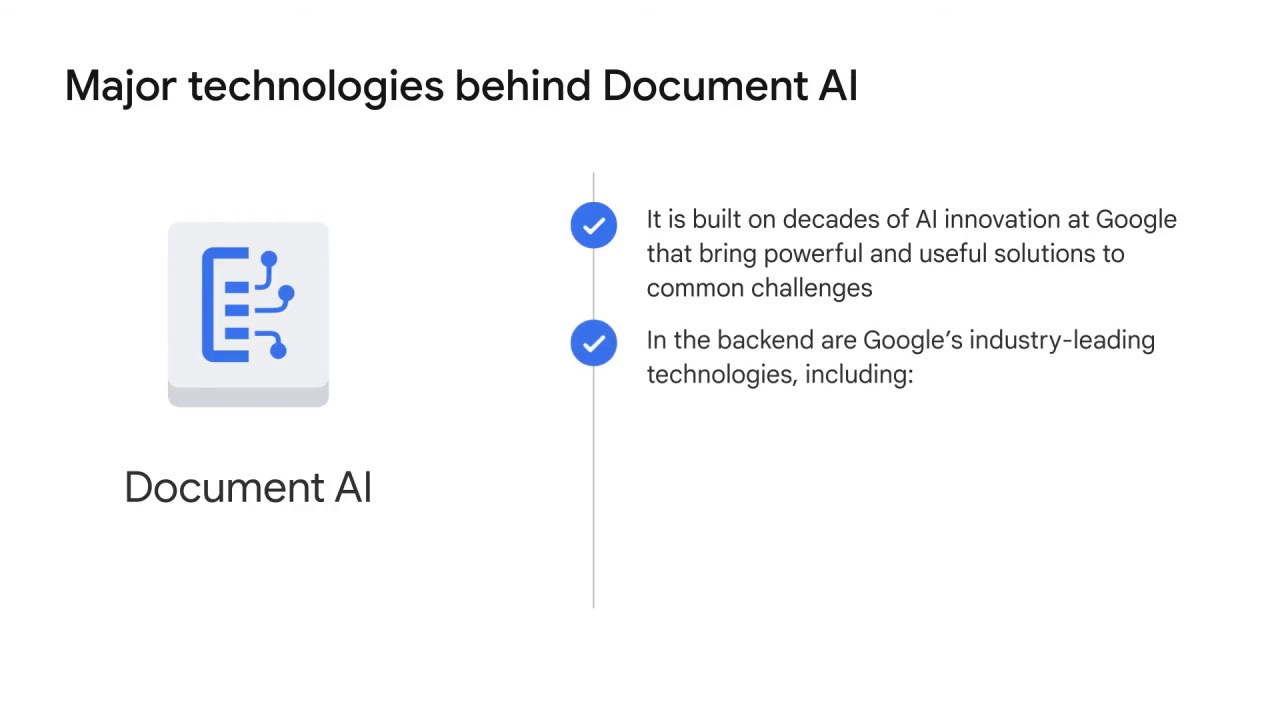 Major technologies behind Document AI
It is built on decades of AI innovation at Google
that bring powerful and useful solutions to
common challenges
In the backend are Google's industry-leading
technologies, including:
Document AI